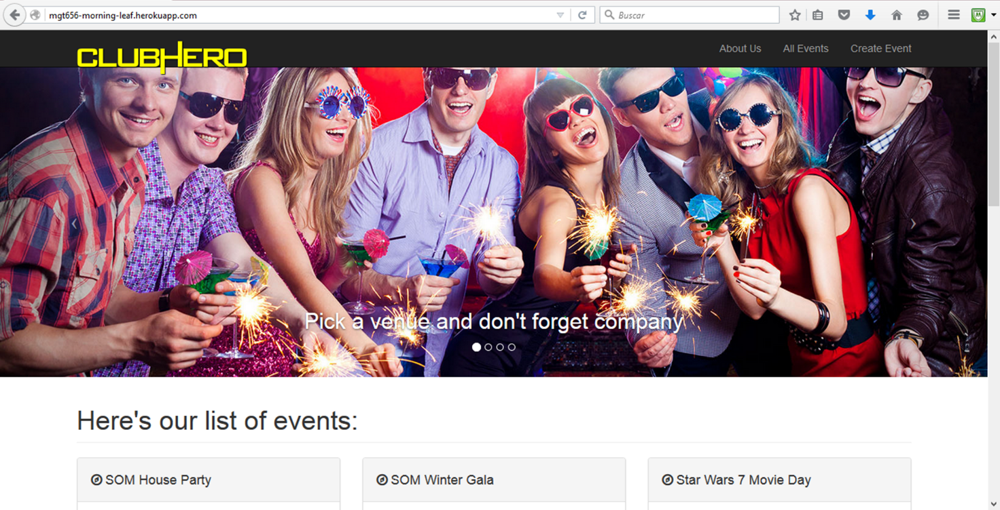 mgt656-morning-leaf.herokuapp.com
Buscar
CLUBHERO
About Us
All Events
Create Event
Pick a venue and don't forget company
Here's our list of events:
SOM House Party
SOM Winter Gala
Star Wars 7 Movie Day